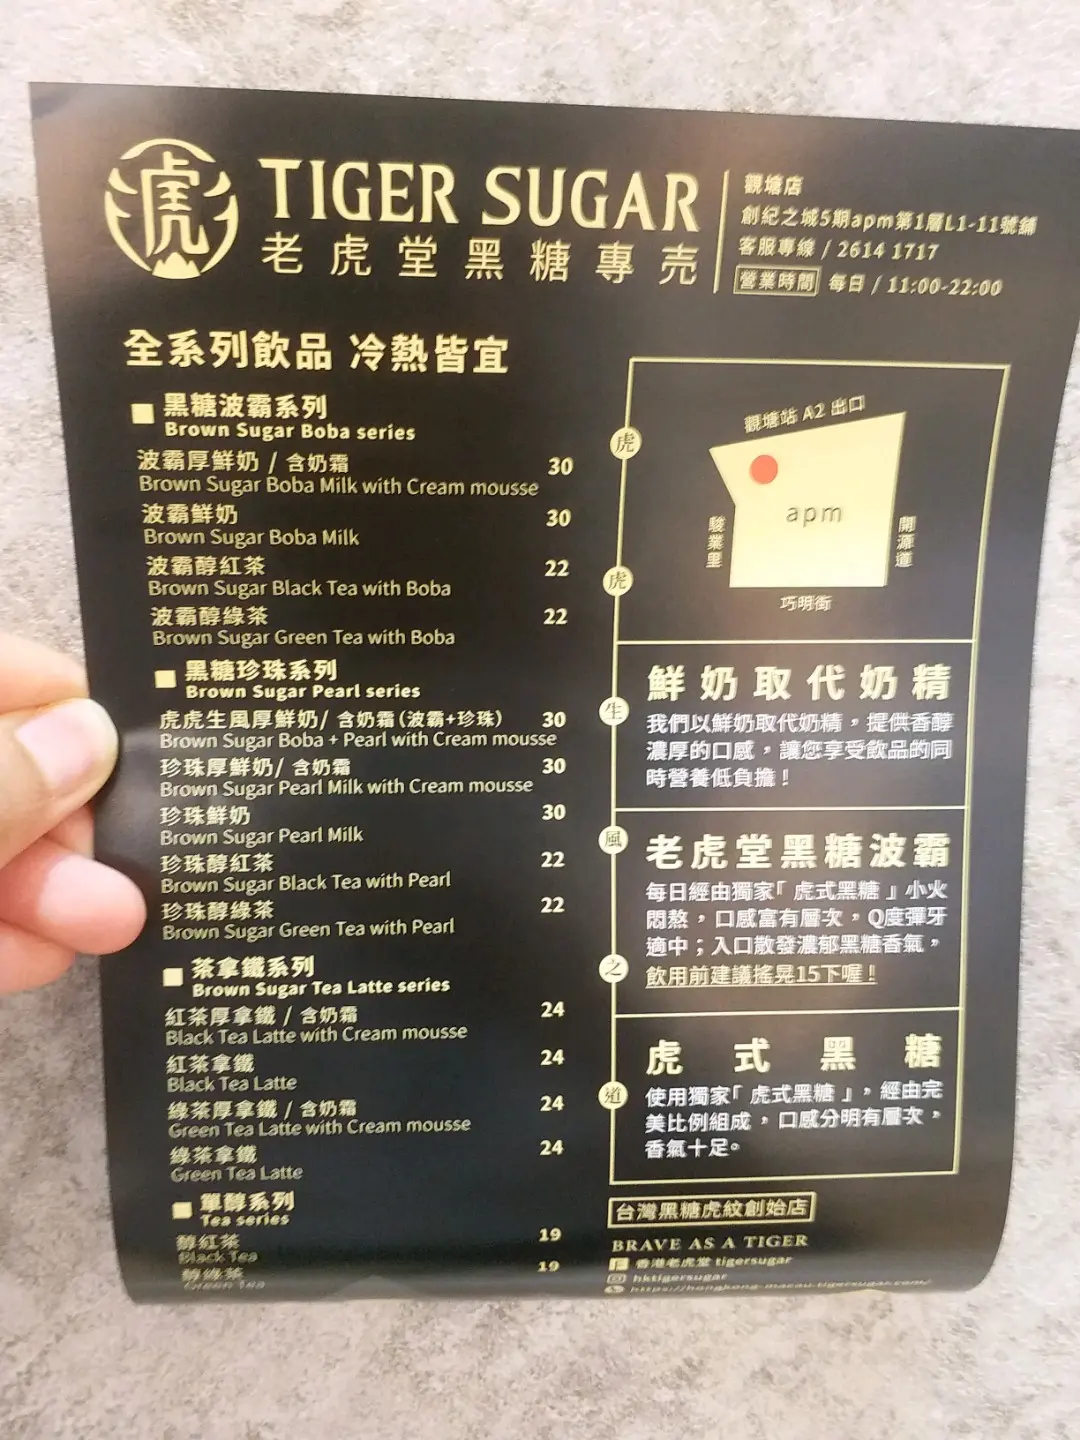 虎
TIGER SUGAR
老虎堂黑糖專売
觀塘店
創紀之城5期apm第1層L1-11號舖
客服專線 / 2614 1717
營業時間 每日 / 11:00-22:00
全系列飲品 冷熱皆宜
黑糖波霸系列
Brown Sugar Boba series
波霸厚鮮奶 / 含奶霜 30
Brown Sugar Boba Milk with Cream mousse
波霸鮮奶 30
Brown Sugar Boba Milk
波霸醇紅茶 22
Brown Sugar Black Tea with Boba
波霸醇綠茶 22
Brown Sugar Green Tea with Boba
黑糖珍珠系列
Brown Sugar Pearl series
虎虎生風厚鮮奶/ 含奶霜(波霸+珍珠) 30
Brown Sugar Boba + Pearl with Cream mousse
珍珠厚鮮奶/ 含奶霜 30
Brown Sugar Pearl Milk with Cream mousse
珍珠鮮奶 30
Brown Sugar Pearl Milk
珍珠醇紅茶 22
Brown Sugar Black Tea with Pearl
珍珠醇綠茶 22
Brown Sugar Green Tea with Pearl
茶拿鐵系列
Brown Sugar Tea Latte series
紅茶厚拿鐵 / 含奶霜 24
Black Tea Latte with Cream mousse
紅茶拿鐵 24
Black Tea Latte
綠茶厚拿鐵 / 含奶霜 24
Green Tea Latte with Cream mousse
綠茶拿鐵 24
Green Tea Latte
單醇系列
Tea series
醇紅茶 19
Black Tea
醇綠茶 19
Green Tea
虎
虎
生
風
之
道
觀塘站 A2 出口
apm
駿業里
開源道
巧明街
鮮奶取代奶精
我們以鮮奶取代奶精，提供香醇
濃厚的口感，讓您享受飲品的同
時營養低負擔！
老虎堂黑糖波霸
每日經由獨家「虎式黑糖」小火
悶熬，口感富有層次，Q度彈牙
適中；入口散發濃郁黑糖香氣。
飲用前建議搖晃15下喔！
虎式黑糖
使用獨家「虎式黑糖」，經由完
美比例組成，口感分明有層次，
香氣十足。
台灣黑糖虎紋創始店
BRAVE AS A TIGER
香港老虎堂 tigersugar
hktigersugar
https://hongkong-macau-tigersugar.com/